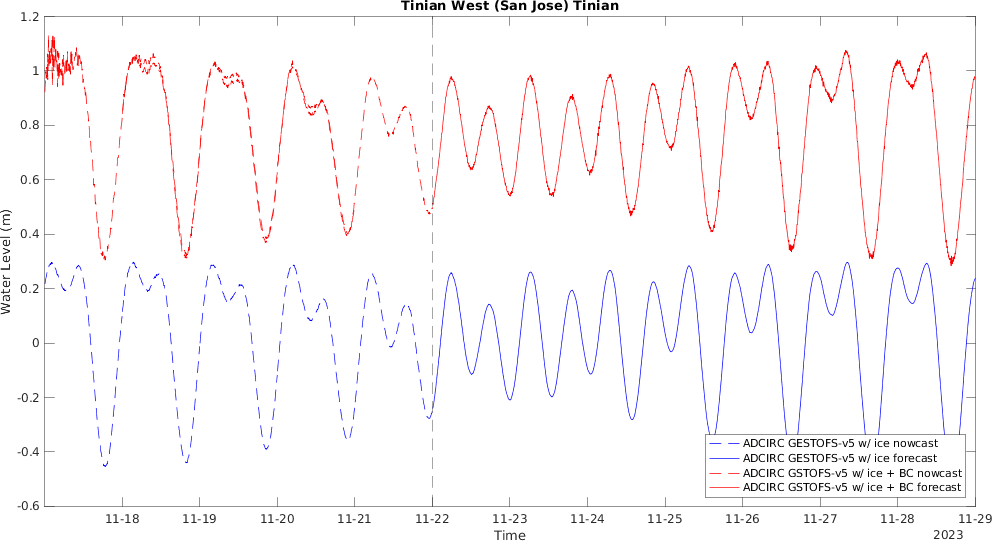 Tinian West (San Jose) Tinian
1.2
1
0.8
0.6
0.4
0.2
0
-0.2
-0.4
-0.6
Water Level (m)
ADCIRC GESTOFS-v5 w/ ice nowcast
ADCIRC GESTOFS-v5 w/ ice forecast
ADCIRC GSTOFS-v5 w/ ice + BC nowcast
ADCIRC GSTOFS-v5 w/ ice + BC forecast
11-18 11-19 11-20 11-21 11-22 11-23 11-24 11-25 11-26 11-27 11-28 11-29
Time
2023